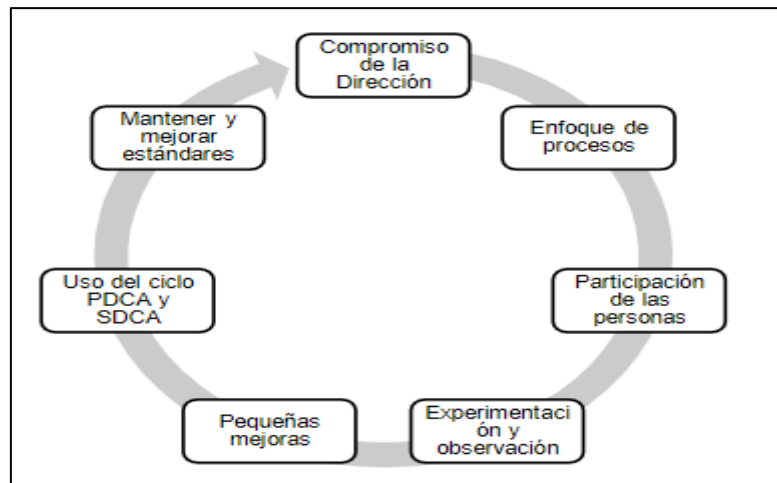 Compromiso
de la
Dirección
Enfoque de
procesos
Participación
de las
personas
Experimentaci
ón y
observación
Pequeñas
mejoras
Uso del ciclo
PDCA y
SDCA
Mantener y
mejorar
estándares